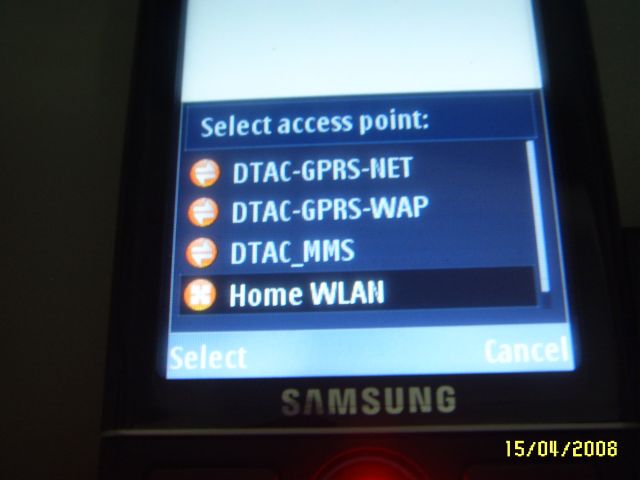 Select access point:
DTAC-GPRS-NET
DTAC-GPRS-WAP
DTAC_MMS
Home WLAN
Select Cancel
SAMSUNG
15/04/2008